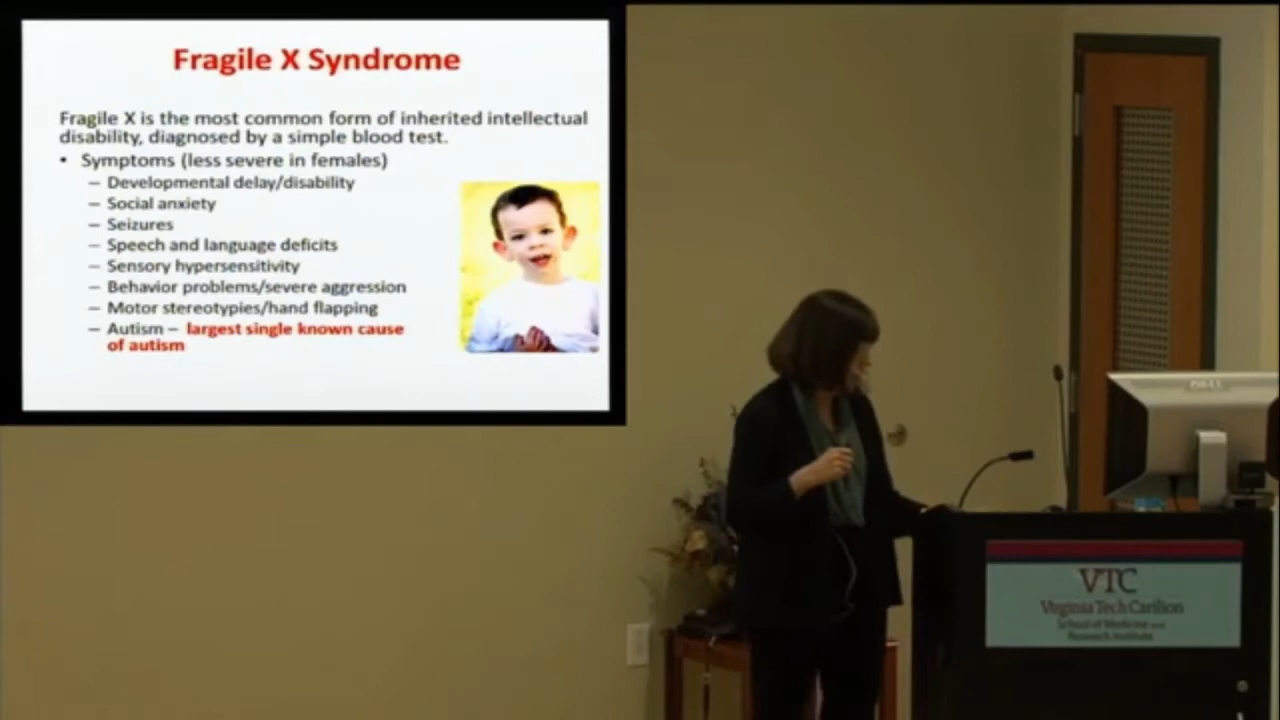 Fragile X Syndrome
Fragile X is the most common form of inherited intellectual
disability, diagnosed by a simple blood test.
• Symptoms (less severe in females)
– Developmental delay/disability
– Social anxiety
– Seizures
– Speech and language deficits
– Sensory hypersensitivity
– Behavior problems/severe aggression
– Motor stereotypies/hand flapping
– Autism – largest single known cause
of autism
DELL
VTC
Virginia Tech Carilion
School of Medicine and
Research Institute